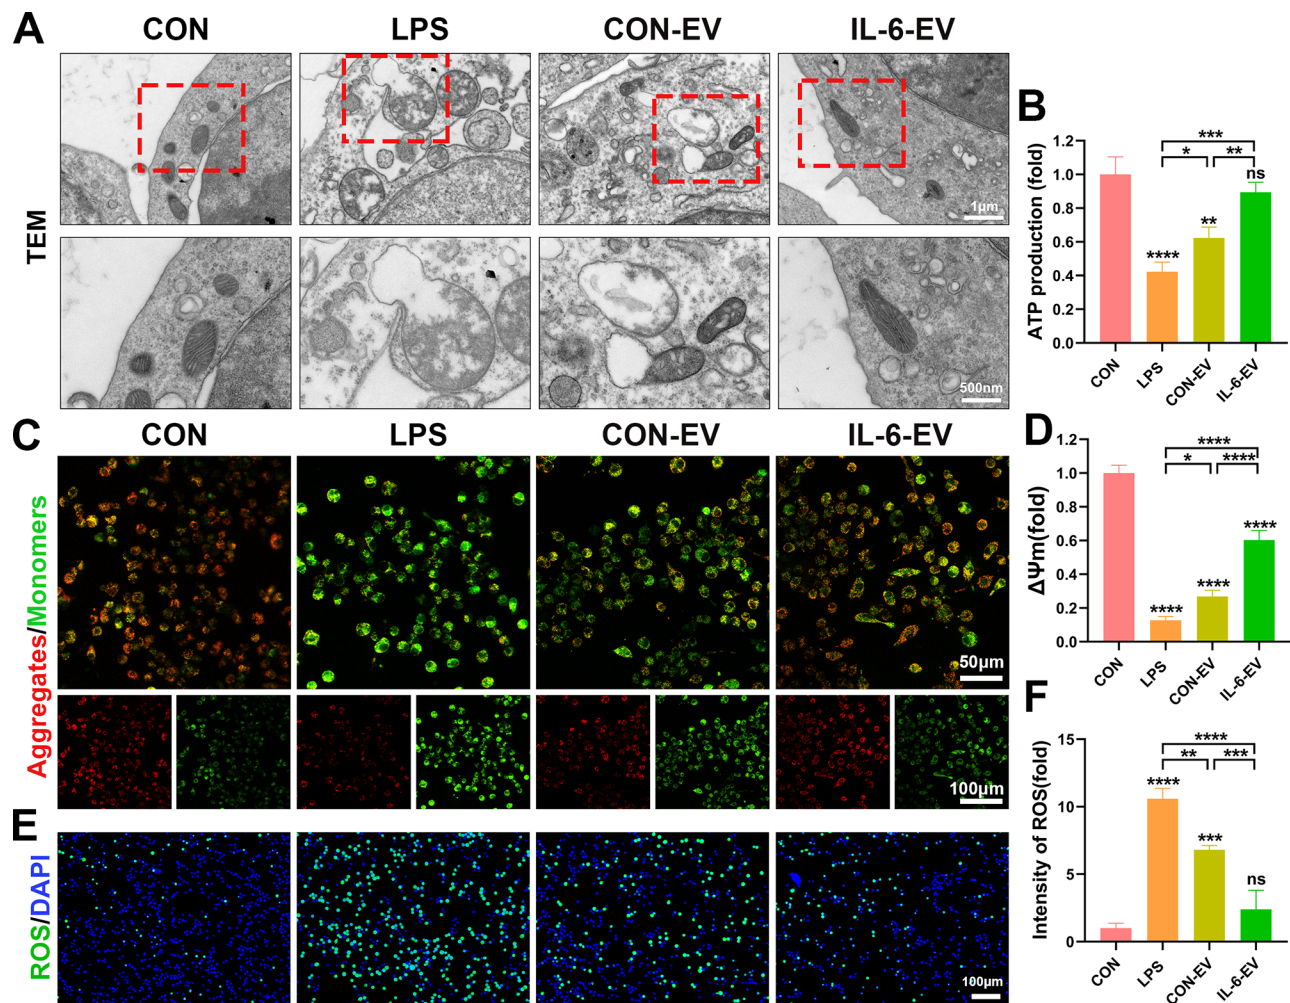 A
CON
LPS
CON-EV
IL-6-EV
TEM
1μm
500nm
B
ATP production (fold)
1.2
1.0
0.8
0.6
0.4
0.2
0.0
***
* **
**** ** ns
CON
LPS
CON-EV
IL-6-EV
C
CON
LPS
CON-EV
IL-6-EV
Aggregates/Monomers
50μm
100μm
D
ΔΨm(fold)
1.2
1.0
0.8
0.6
0.4
0.2
0.0
****
* ****
**** **** ****
CON
LPS
CON-EV
IL-6-EV
E
ROS/DAPI
100μm
F
Intensity of ROS(fold)
15
10
5
0
****
** ***
**** *** ns
CON
LPS
CON-EV
IL-6-EV